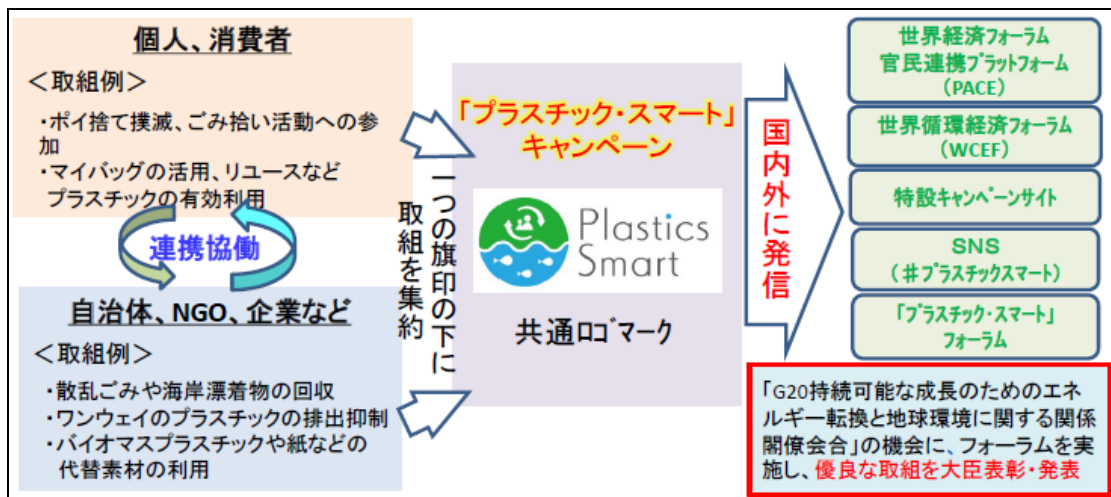 個人、消費者
＜取組例＞
・ポイ捨て撲滅、ごみ拾い活動への参
加
・マイバッグの活用、リユースなど
プラスチックの有効利用
連携協働
自治体、NGO、企業など
＜取組例＞
・散乱ごみや海岸漂着物の回収
・ワンウェイのプラスチックの排出抑制
・バイオマスプラスチックや紙などの
代替素材の利用
一つの旗印の下に
取組を集約
「プラスチック・スマート」
キャンペーン
Plastics
Smart
共通ロゴマーク
国内外に発信
世界経済フォーラム
官民連携プラットフォーム
(PACE)
世界循環経済フォーラム
(WCEF)
特設キャンペーンサイト
SNS
(＃プラスチックスマート)
「プラスチック・スマート」
フォーラム
「G20持続可能な成長のためのエネ
ルギー転換と地球環境に関する関係
閣僚会合」の機会に、フォーラムを実
施し、優良な取組を大臣表彰・発表